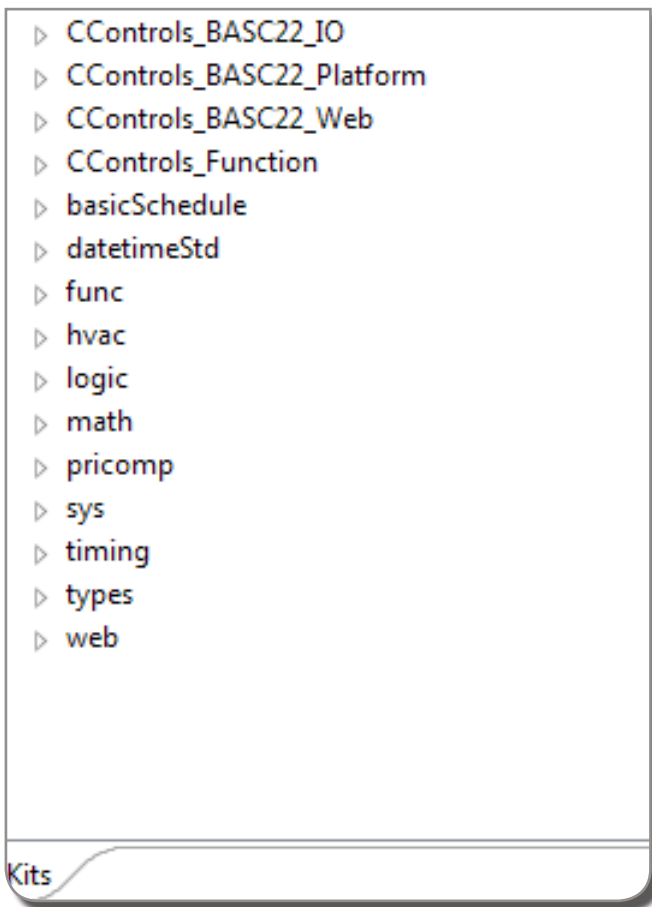 CControls_BASC22_IO
CControls_BASC22_Platform
CControls_BASC22_Web
CControls_Function
basicSchedule
datetimeStd
func
hvac
logic
math
pricomp
sys
timing
types
web
Kits